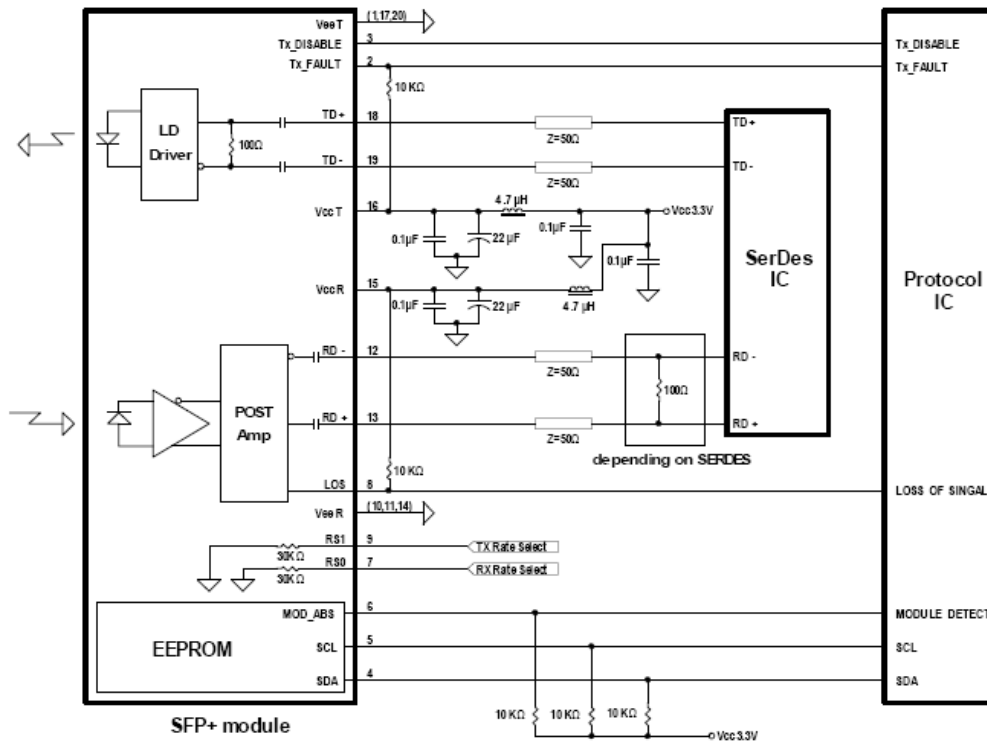 VeeT (1,17,20)
Tx_DISABLE 3 Tx_DISABLE
Tx_FAULT 2 Tx_FAULT
10 KΩ
LD
Driver
100Ω
TD+ 18 TD+
Z=50Ω
TD- 19 TD-
Z=50Ω
VccT 16 4.7 µH Vcc3.3V
0.1µF 22 µF 0.1µF 0.1µF
SerDes
IC
Protocol
IC
VccR 15
0.1µF 22 µF 4.7 µH
POST
Amp
RD - 12 RD -
Z=50Ω
100Ω
RD + 13 RD +
Z=50Ω
depending on SERDES
10 KΩ
LOS 8 LOSS OF SINGAL
VeeR (10,11,14)
RS1 9 TX Rate Select
30KΩ
RS0 7 RX Rate Select
30KΩ
EEPROM
MOD_ABS 6 MODULE DETECT
SCL 5 SCL
SDA 4 SDA
10 KΩ 10 KΩ 10 KΩ
Vcc3.3V
SFP+ module